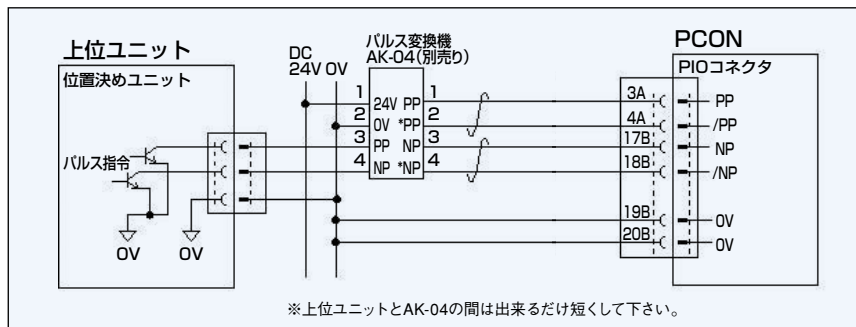 上位ユニット
位置決めユニット
パルス指令
0V
0V
DC
24V 0V
パルス変換機
AK-04(別売り)
1 24V PP 1
2 0V *PP 2
3 PP NP 3
4 NP *NP 4
PCON
PIOコネクタ
3A PP
4A /PP
17B NP
18B /NP
19B 0V
20B 0V
※上位ユニットとAK-04の間は出来るだけ短くして下さい。